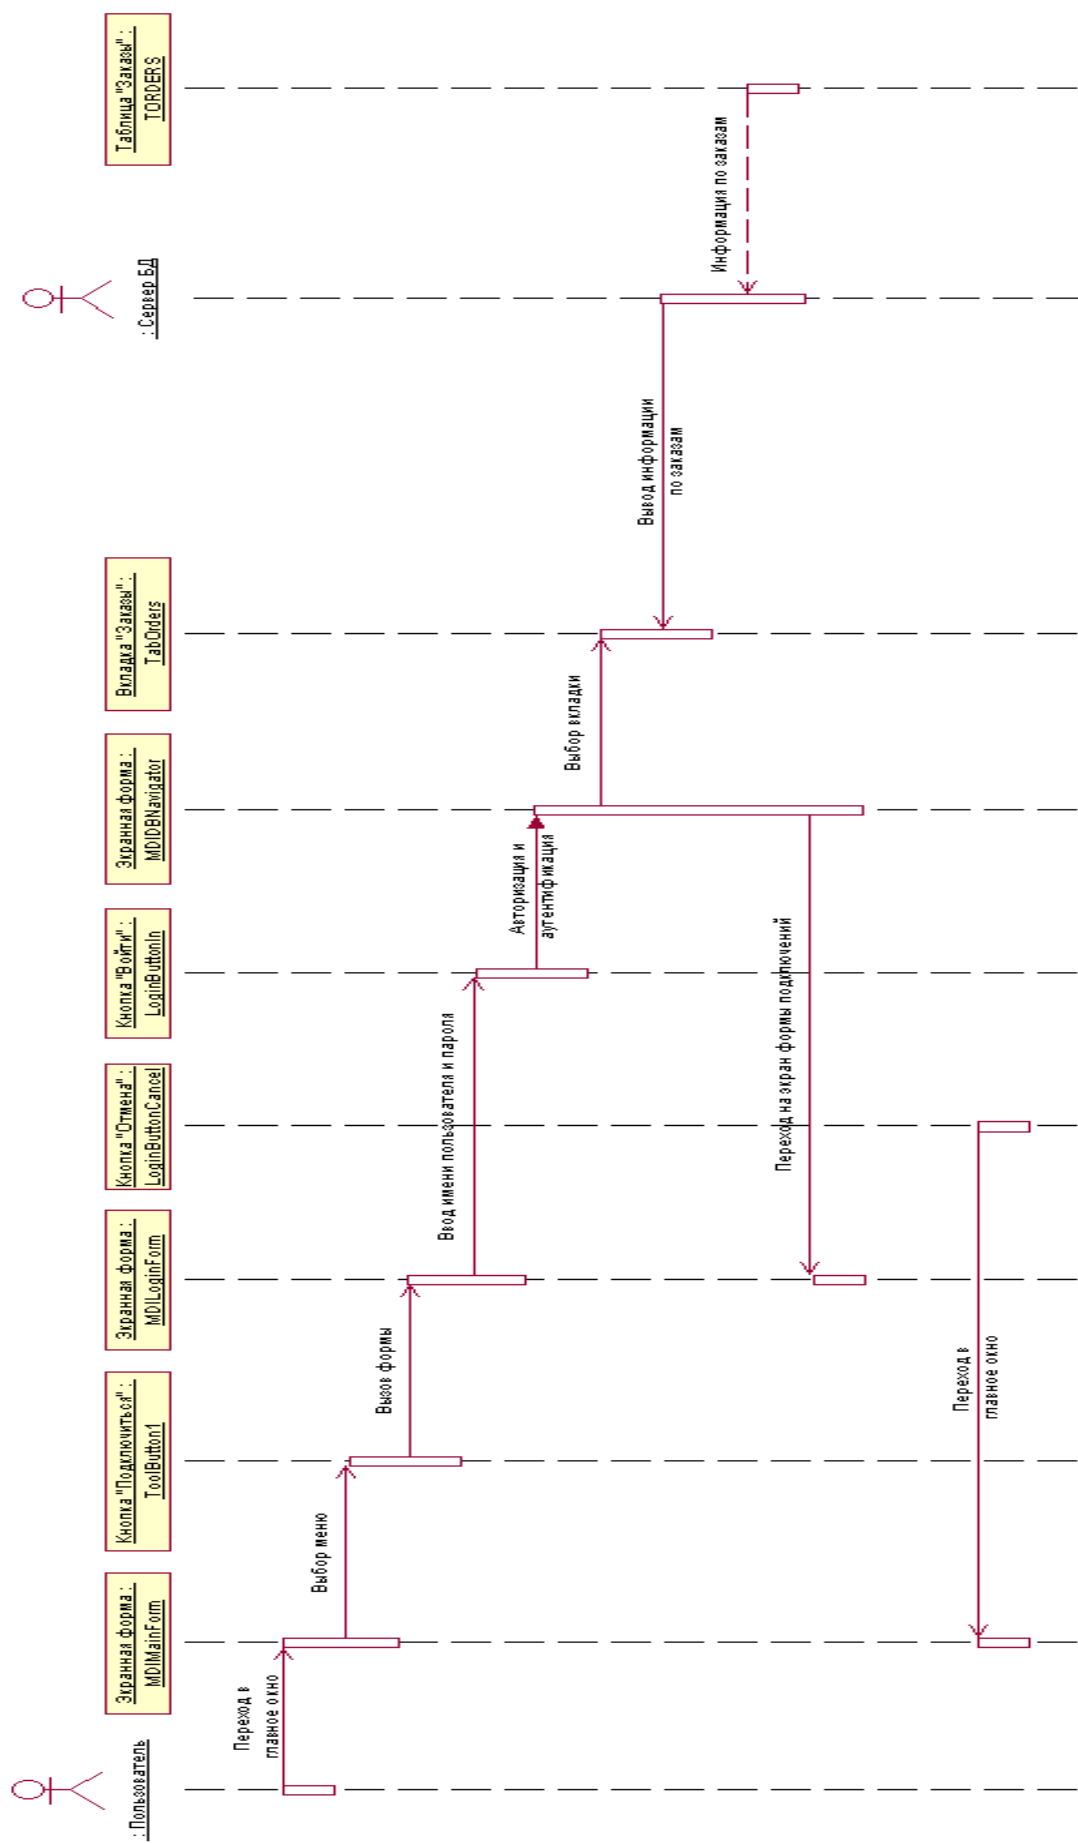 : Пользователь
Экранная форма :
MDIMainForm
Кнопка "Подключиться" :
ToolButton1
Экранная форма :
MDILoginForm
Кнопка "Отмена" :
LoginButtonCancel
Кнопка "Войти" :
LoginButtonIn
Экранная форма :
MDIDBNavigator
Вкладка "Заказы" :
TabOrders
: Сервер БД
Таблица "Заказы" :
TORDERS
Переход в
главное окно
Выбор меню
Вызов формы
Ввод имени пользователя и пароля
Авторизация и
аутентификация
Выбор вкладки
Вывод информации
по заказам
Информация по заказам
Переход на экран формы подключений
Переход в
главное окно